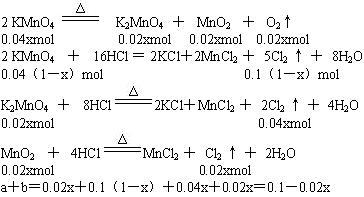 △
2 KMnO₄ ═══ K₂MnO₄ + MnO₂ + O₂↑
0.04xmol 0.02xmol 0.02xmol 0.02xmol
2 KMnO₄ + 16HCl = 2KCl+2MnCl₂ + 5Cl₂ ↑ + 8H₂O
0.04（1-x）mol 0.1(1-x) mol
△
K₂MnO₄ + 8HCl ═══ 2KCl+MnCl₂ + 2Cl₂ ↑ + 4H₂O
0.02xmol 0.04xmol
△
MnO₂ + 4HCl ═══ MnCl₂ + Cl₂ ↑ + 2H₂O
0.02xmol 0.02xmol
a+b=0.02x+0.1（1-x）+0.04x+0.02x=0.1-0.02x